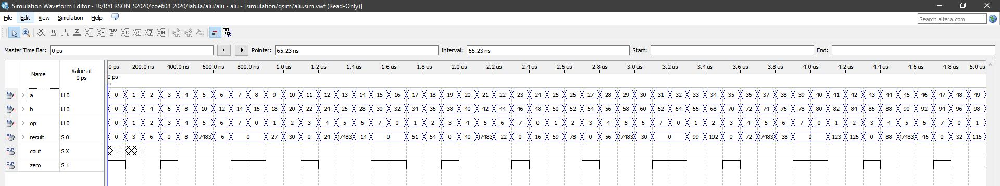 Simulation Waveform Editor - D:/RYERSON_S2020/coe608_2020/lab3a/alu/alu - alu - [simulation/qsim/alu.sim.vwf (Read-Only)]
File Edit View Simulation Help
Search altera.com
Master Time Bar: 0 ps Pointer: 65.23 ns Interval: 65.23 ns Start: End:
Name Value at 0 ps
0 ps 200.0 ns 400.0 ns 600.0 ns 800.0 ns 1.0 us 1.2 us 1.4 us 1.6 us 1.8 us 2.0 us 2.2 us 2.4 us 2.6 us 2.8 us 3.0 us 3.2 us 3.4 us 3.6 us 3.8 us 4.0 us 4.2 us 4.4 us 4.6 us 4.8 us 5.0 us
0 ps
a U 0 0 1 2 3 4 5 6 7 8 9 10 11 12 13 14 15 16 17 18 19 20 21 22 23 24 25 26 27 28 29 30 31 32 33 34 35 36 37 38 39 40 41 42 43 44 45 46 47 48 49
b U 0 0 2 4 6 8 10 12 14 16 18 20 22 24 26 28 30 32 34 36 38 40 42 44 46 48 50 52 54 56 58 60 62 64 66 68 70 72 74 76 78 80 82 84 86 88 90 92 94 96 98
op U 0 0 1 2 3 4 5 6 7 0 1 2 3 4 5 6 7 0 1 2 3 4 5 6 7 0 1 2 3 4 5 6 7 0 1 2 3 4 5 6 7 0 1 2 3 4 5 6 7 0 1
result S 0 0 3 6 0 8 47483 -6 0 27 30 0 24 47483 -14 0 51 54 0 40 47483 -22 0 16 59 78 0 56 47483 -30 0 99 102 0 72 47483 -38 0 123 126 0 88 47483 -46 0 32 115
cout S X
zero S 1